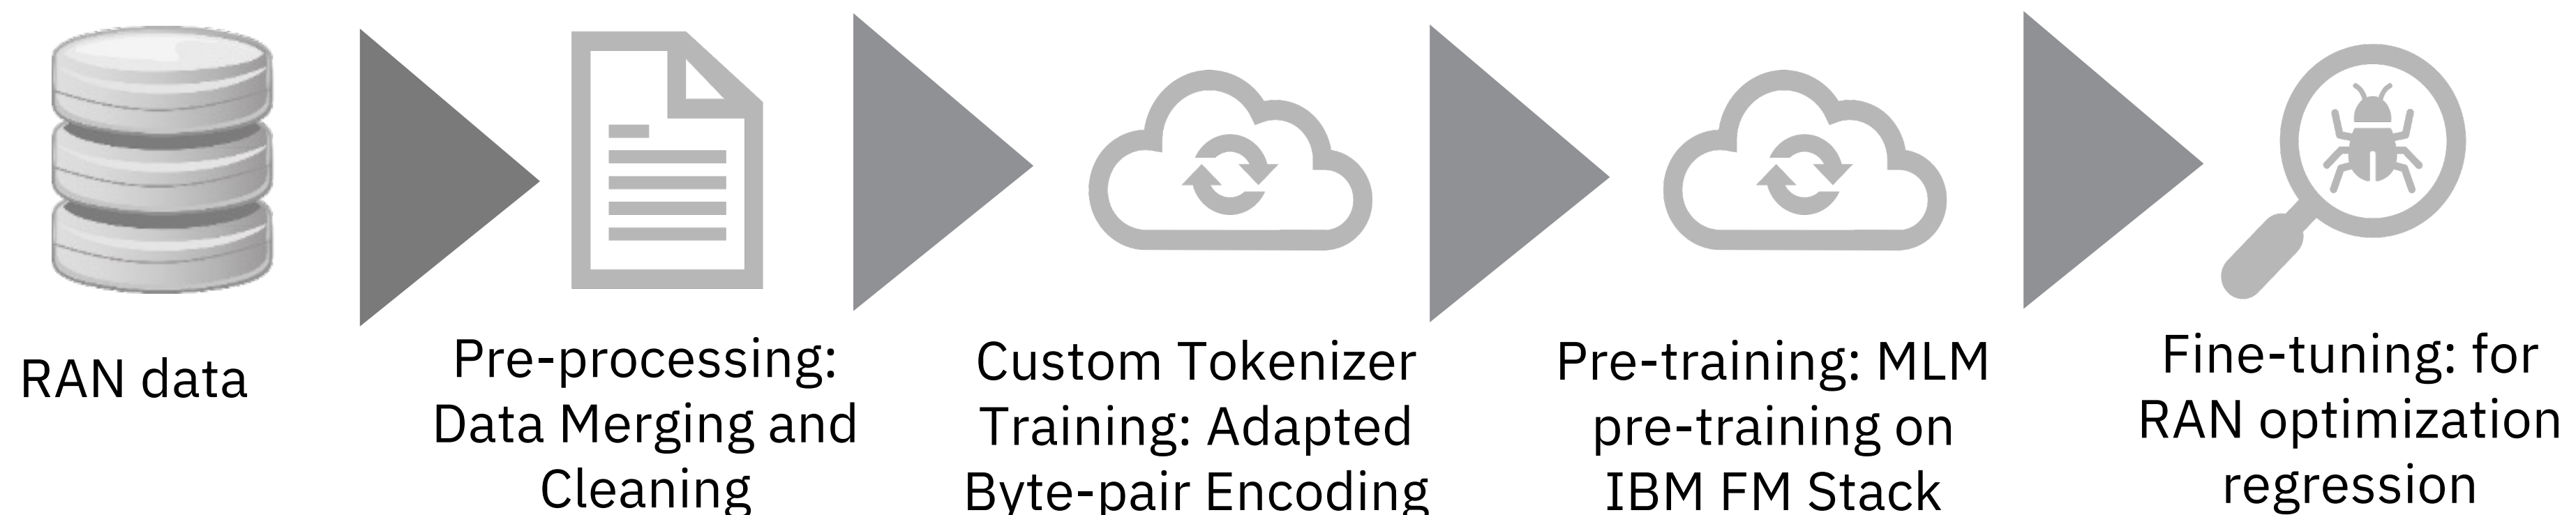 RAN data
Pre-processing:
Data Merging and
Cleaning
Custom Tokenizer
Training: Adapted
Byte-pair Encoding
Pre-training: MLM
pre-training on
IBM FM Stack
Fine-tuning: for
RAN optimization
regression